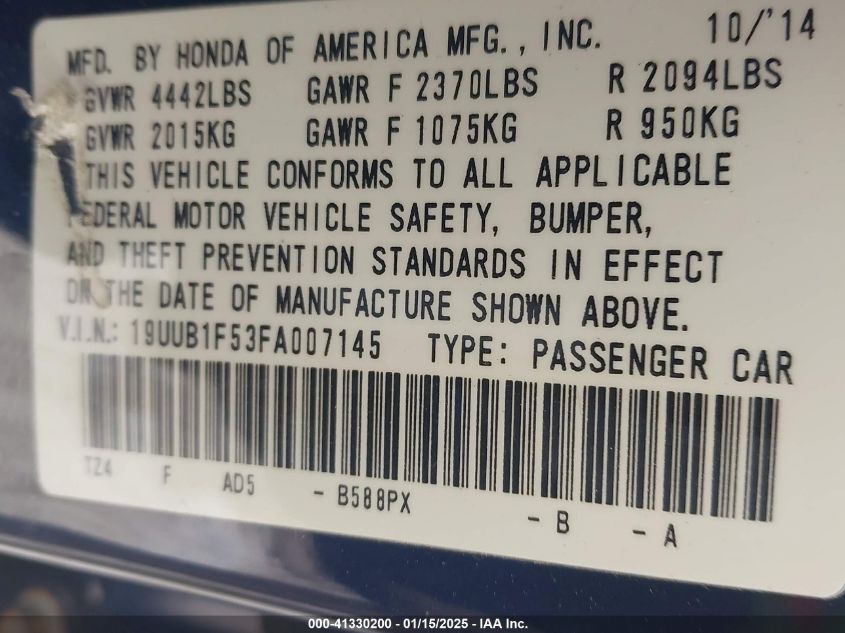 MFD. BY HONDA OF AMERICA MFG., INC. 10/'14
GVWR 4442LBS GAWR F 2370LBS R 2094LBS
GVWR 2015KG GAWR F 1075KG R 950KG
THIS VEHICLE CONFORMS TO ALL APPLICABLE
FEDERAL MOTOR VEHICLE SAFETY, BUMPER,
AND THEFT PREVENTION STANDARDS IN EFFECT
ON THE DATE OF MANUFACTURE SHOWN ABOVE.
V.I.N.: 19UUB1F53FA007145 TYPE: PASSENGER CAR
TZ4 F AD5 - B588PX - B - A
000-41330200 - 01/15/2025 - IAA Inc.